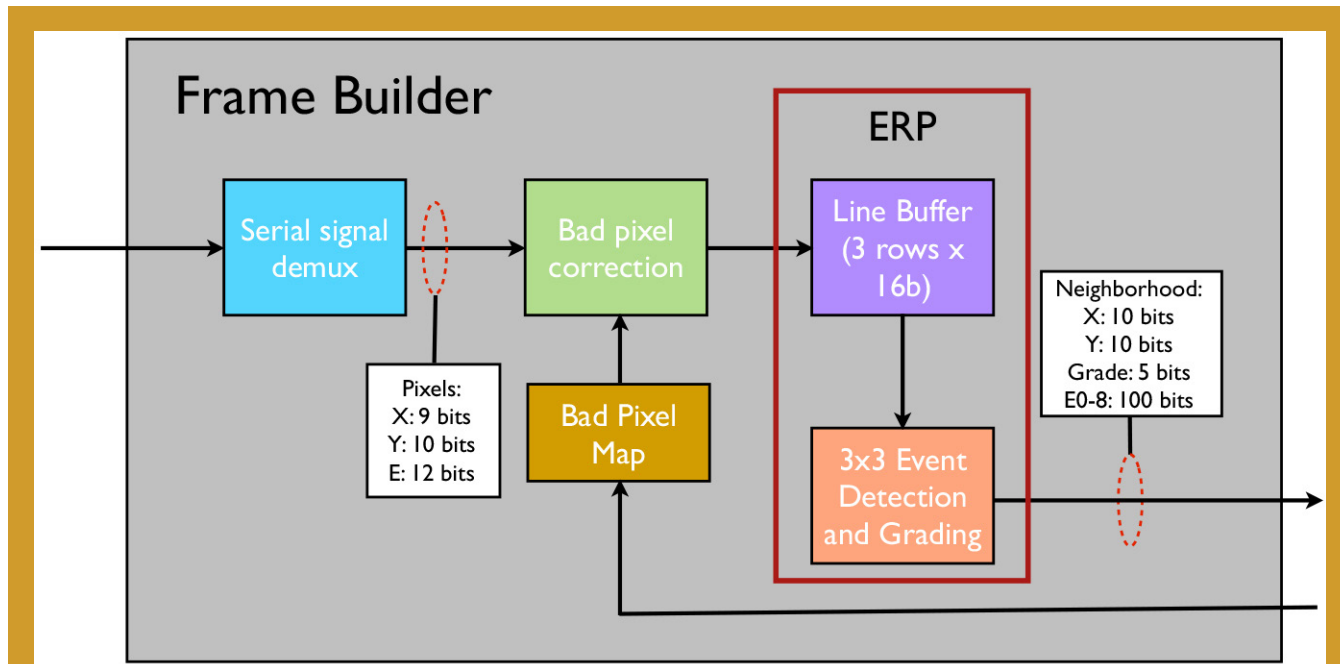 Frame Builder
ERP
Serial signal
demux
Bad pixel
correction
Line Buffer
(3 rows x
16b)
Neighborhood:
X: 10 bits
Y: 10 bits
Grade: 5 bits
E0-8: 100 bits
Pixels:
X: 9 bits
Y: 10 bits
E: 12 bits
Bad Pixel
Map
3x3 Event
Detection
and Grading